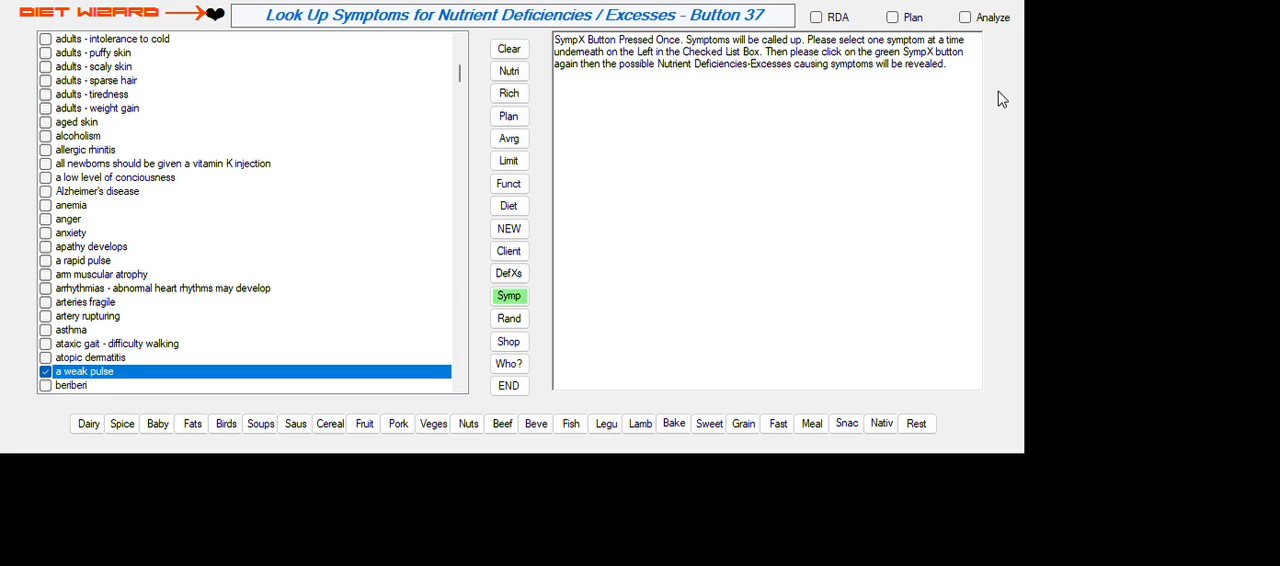 DIET WIZARD
Look Up Symptoms for Nutrient Deficiencies / Excesses - Button 37
RDA
Plan
Analyze
adults - intolerance to cold
adults - puffy skin
adults - scaly skin
adults - sparse hair
adults - tiredness
adults - weight gain
aged skin
alcoholism
allergic rhinitis
all newborns should be given a vitamin K injection
a low level of conciousness
Alzheimer's disease
anemia
anger
anxiety
apathy develops
a rapid pulse
arm muscular atrophy
arrhythmias - abnormal heart rhythms may develop
arteries fragile
artery rupturing
asthma
ataxic gait - difficulty walking
atopic dermatitis
a weak pulse
beriberi
Clear
Nutri
Rich
Plan
Avrg
Limit
Funct
Diet
NEW
Client
DefXs
Symp
Rand
Shop
Who?
END
SympX Button Pressed Once. Symptoms will be called up. Please select one symptom at a time
underneath on the Left in the Checked List Box. Then please click on the green SympX button
again then the possible Nutrient Deficiencies-Excesses causing symptoms will be revealed.
Dairy Spice Baby Fats Birds Soups Saus Cereal Fruit Pork Veges Nuts Beef Beve Fish Legu Lamb Bake Sweet Grain Fast Meal Snac Nativ Rest